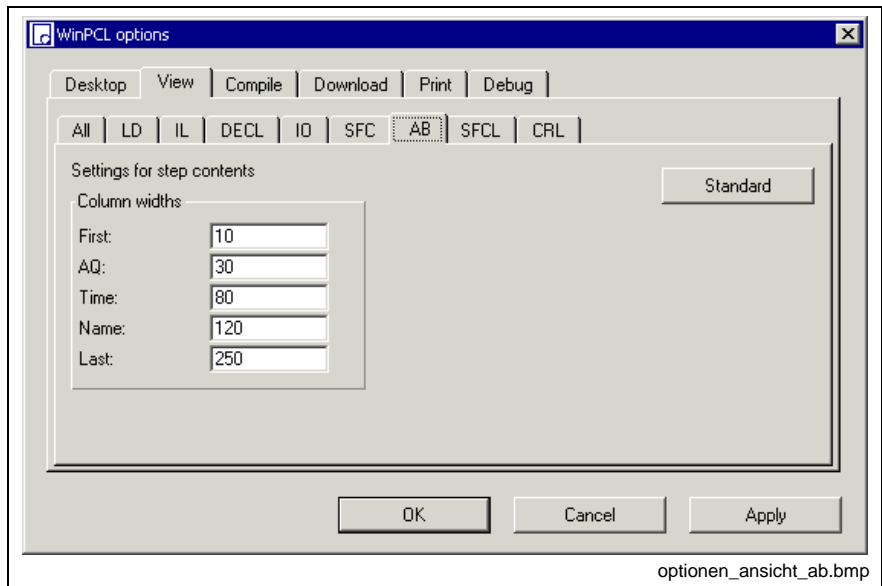 WinPCL options
Desktop View Compile Download Print Debug
All LD IL DECL IO SFC AB SFCL CRL
Settings for step contents
Standard
Column widths
First: 10
AQ: 30
Time: 80
Name: 120
Last: 250
OK Cancel Apply
optionen_ansicht_ab.bmp